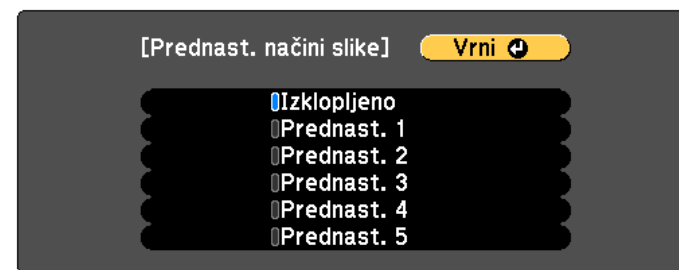 [Prednast. načini slike] Vrni
Izklopljeno
Prednast. 1
Prednast. 2
Prednast. 3
Prednast. 4
Prednast. 5